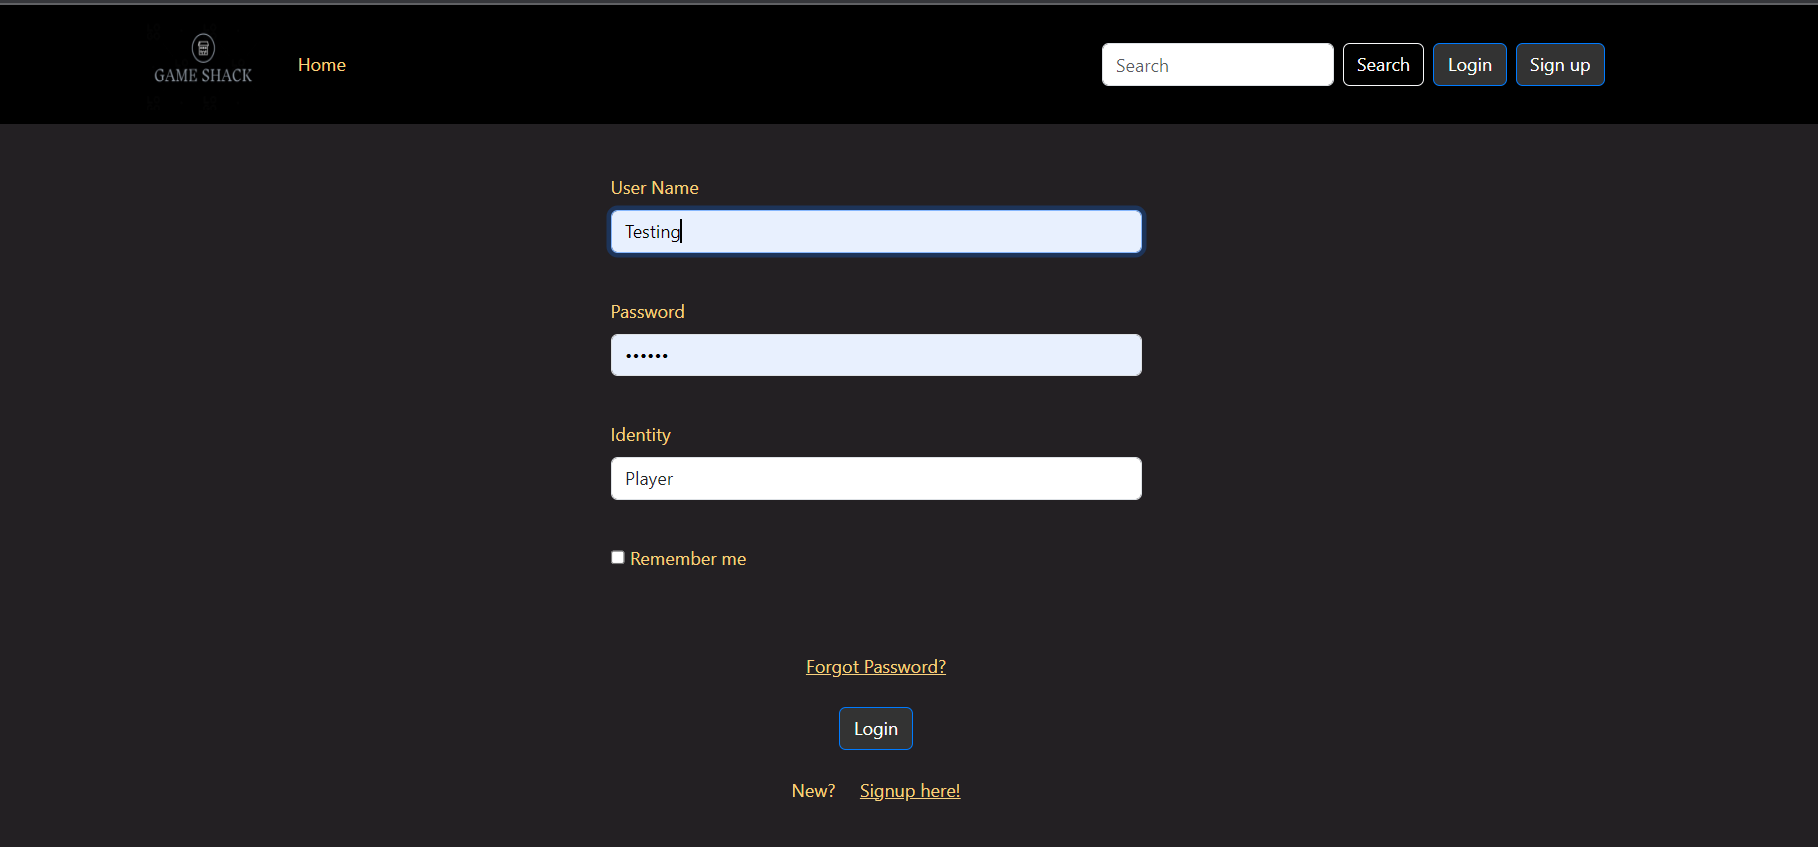 GAME SHACK
Home
Search
Search
Login
Sign up
User Name
Testing
Password
••••••
Identity
Player
Remember me
Forgot Password?
Login
New? Signup here!